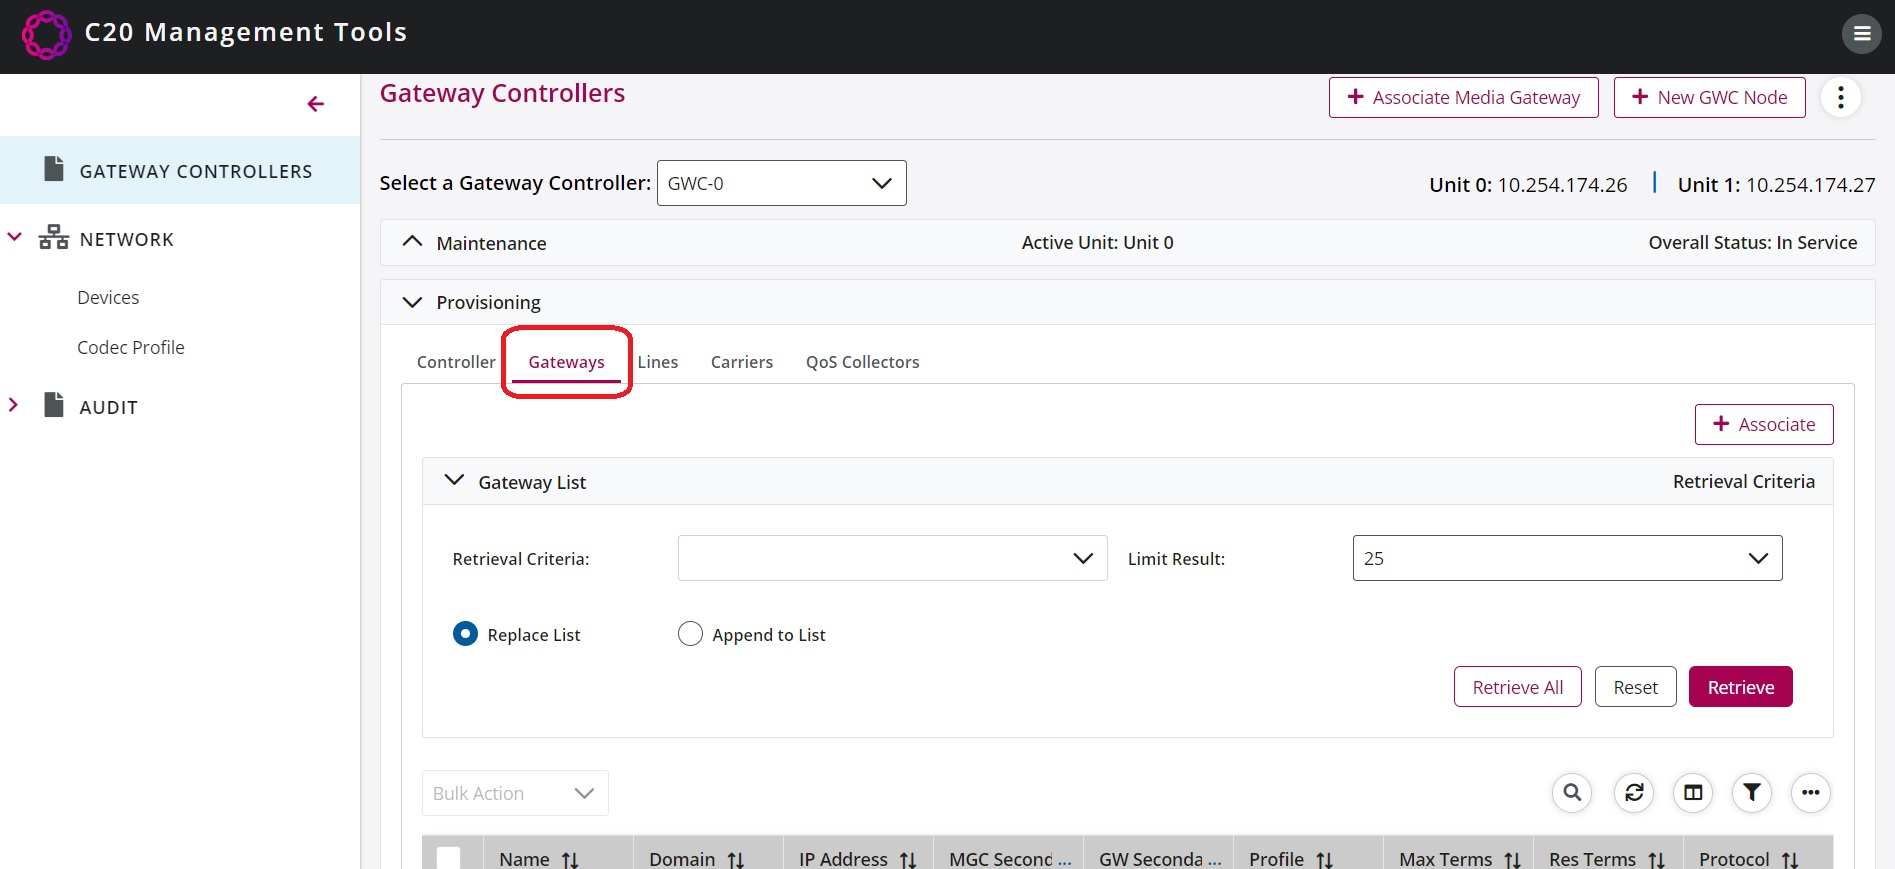 C20 Management Tools
Gateway Controllers
+ Associate Media Gateway
+ New GWC Node
GATEWAY CONTROLLERS
NETWORK
Devices
Codec Profile
AUDIT
Select a Gateway Controller: GWC-0
Unit 0: 10.254.174.26 | Unit 1: 10.254.174.27
Maintenance Active Unit: Unit 0 Overall Status: In Service
Provisioning
Controller Gateways Lines Carriers QoS Collectors
+ Associate
Gateway List Retrieval Criteria
Retrieval Criteria: Limit Result: 25
Replace List Append to List
Retrieve All Reset Retrieve
Bulk Action
Name Domain IP Address MGC Second ... GW Seconda ... Profile Max Terms Res Terms Protocol